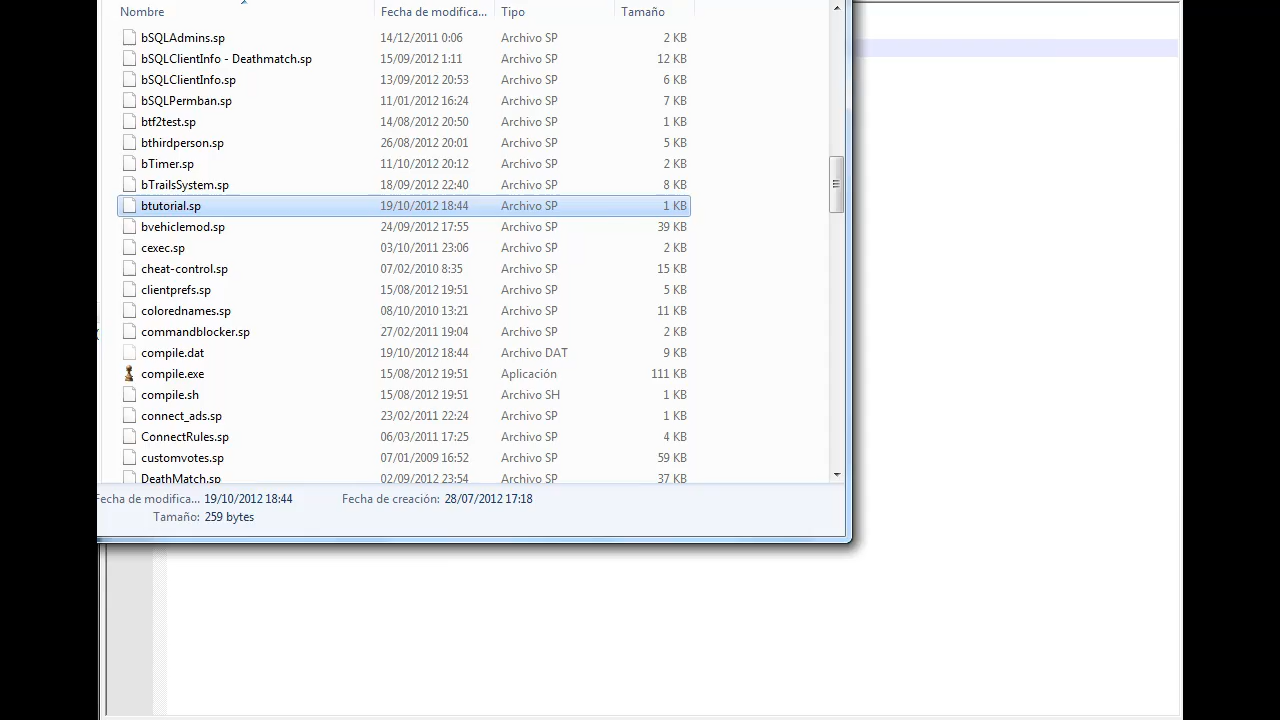 Nombre Fecha de modifica... Tipo Tamaño
bSQLAdmins.sp 14/12/2011 0:06 Archivo SP 2 KB
bSQLClientInfo - Deathmatch.sp 15/09/2012 1:11 Archivo SP 12 KB
bSQLClientInfo.sp 13/09/2012 20:53 Archivo SP 6 KB
bSQLPermban.sp 11/01/2012 16:24 Archivo SP 7 KB
btf2test.sp 14/08/2012 20:50 Archivo SP 1 KB
bthirdperson.sp 26/08/2012 20:01 Archivo SP 5 KB
bTimer.sp 11/10/2012 20:12 Archivo SP 2 KB
bTrailsSystem.sp 18/09/2012 22:40 Archivo SP 8 KB
btutorial.sp 19/10/2012 18:44 Archivo SP 1 KB
bvehiclemod.sp 24/09/2012 17:55 Archivo SP 39 KB
cexec.sp 03/10/2011 23:06 Archivo SP 2 KB
cheat-control.sp 07/02/2010 8:35 Archivo SP 15 KB
clientprefs.sp 15/08/2012 19:51 Archivo SP 5 KB
colorednames.sp 08/10/2010 13:21 Archivo SP 11 KB
commandblocker.sp 27/02/2011 19:04 Archivo SP 2 KB
compile.dat 19/10/2012 18:44 Archivo DAT 9 KB
compile.exe 15/08/2012 19:51 Aplicación 111 KB
compile.sh 15/08/2012 19:51 Archivo SH 1 KB
connect_ads.sp 23/02/2011 22:24 Archivo SP 1 KB
ConnectRules.sp 06/03/2011 17:25 Archivo SP 4 KB
customvotes.sp 07/01/2009 16:52 Archivo SP 59 KB
DeathMatch.sp 02/09/2012 23:54 Archivo SP 37 KB
Fecha de modifica... 19/10/2012 18:44 Fecha de creación: 28/07/2012 17:18
Tamaño: 259 bytes